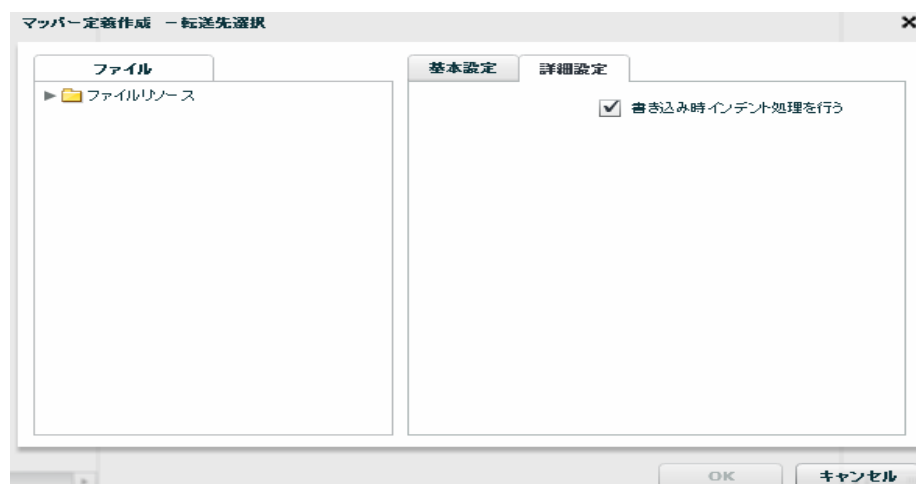 マッパー定義作成 －転送先選択
ファイル
ファイルリソース
基本設定 詳細設定
書き込み時インデント処理を行う
OK キャンセル